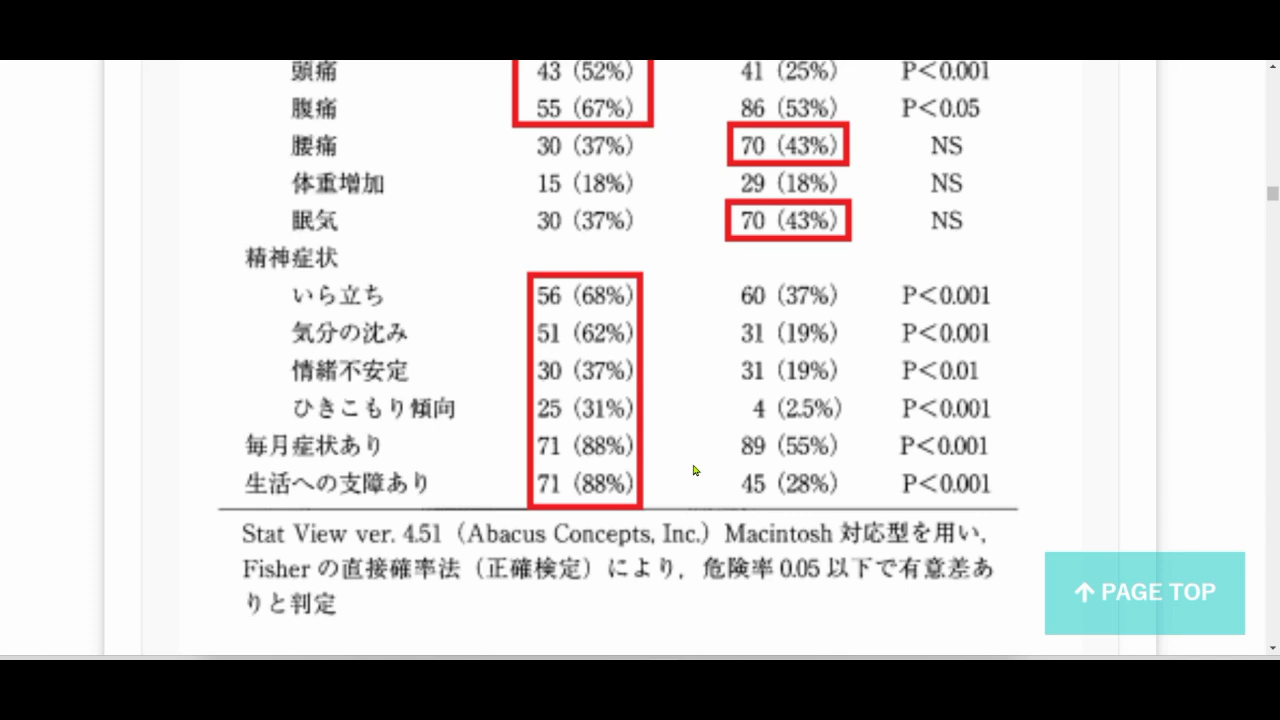 頭痛 43 (52%) 41 (25%) P<0.001
腹痛 55 (67%) 86 (53%) P<0.05
腰痛 30 (37%) 70 (43%) NS
体重増加 15 (18%) 29 (18%) NS
眠気 30 (37%) 70 (43%) NS
精神症状
いら立ち 56 (68%) 60 (37%) P<0.001
気分の沈み 51 (62%) 31 (19%) P<0.001
情緒不安定 30 (37%) 31 (19%) P<0.01
ひきこもり傾向 25 (31%) 4 (2.5%) P<0.001
毎月症状あり 71 (88%) 89 (55%) P<0.001
生活への支障あり 71 (88%) 45 (28%) P<0.001
Stat View ver. 4.51 (Abacus Concepts, Inc.) Macintosh 対応型を用い,
Fisher の直接確率法（正確検定）により, 危険率 0.05 以下で有意差あ
りと判定
↑ PAGE TOP